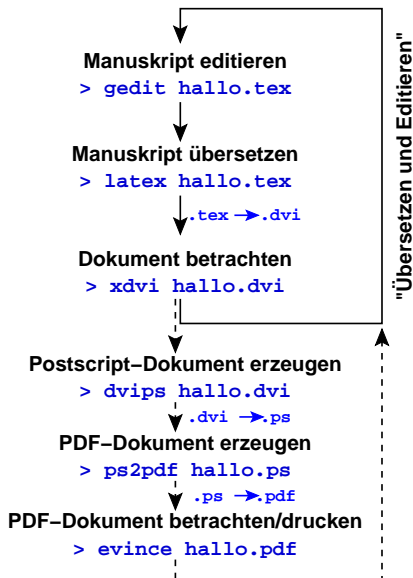 Manuskript editieren
> gedit hallo.tex
Manuskript übersetzen
> latex hallo.tex
.tex → .dvi
Dokument betrachten
> xdvi hallo.dvi
"Übersetzen und Editieren"
Postscript−Dokument erzeugen
> dvips hallo.dvi
.dvi → .ps
PDF−Dokument erzeugen
> ps2pdf hallo.ps
.ps → .pdf
PDF−Dokument betrachten/drucken
> evince hallo.pdf